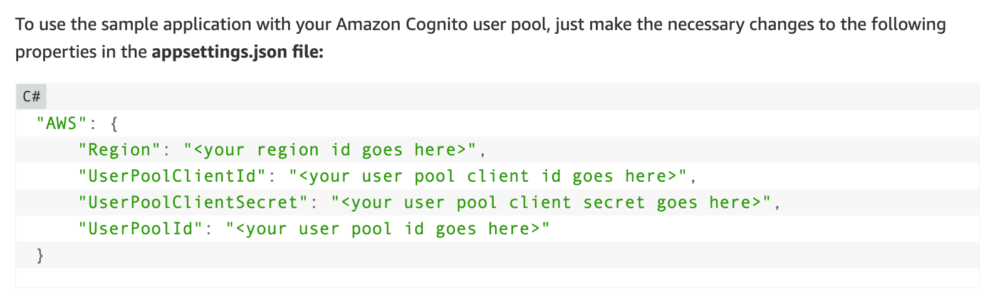 To use the sample application with your Amazon Cognito user pool, just make the necessary changes to the following
properties in the appsettings.json file:
C#
"AWS": {
"Region": "<your region id goes here>",
"UserPoolClientId": "<your user pool client id goes here>",
"UserPoolClientSecret": "<your user pool client secret goes here>",
"UserPoolId": "<your user pool id goes here>"
}